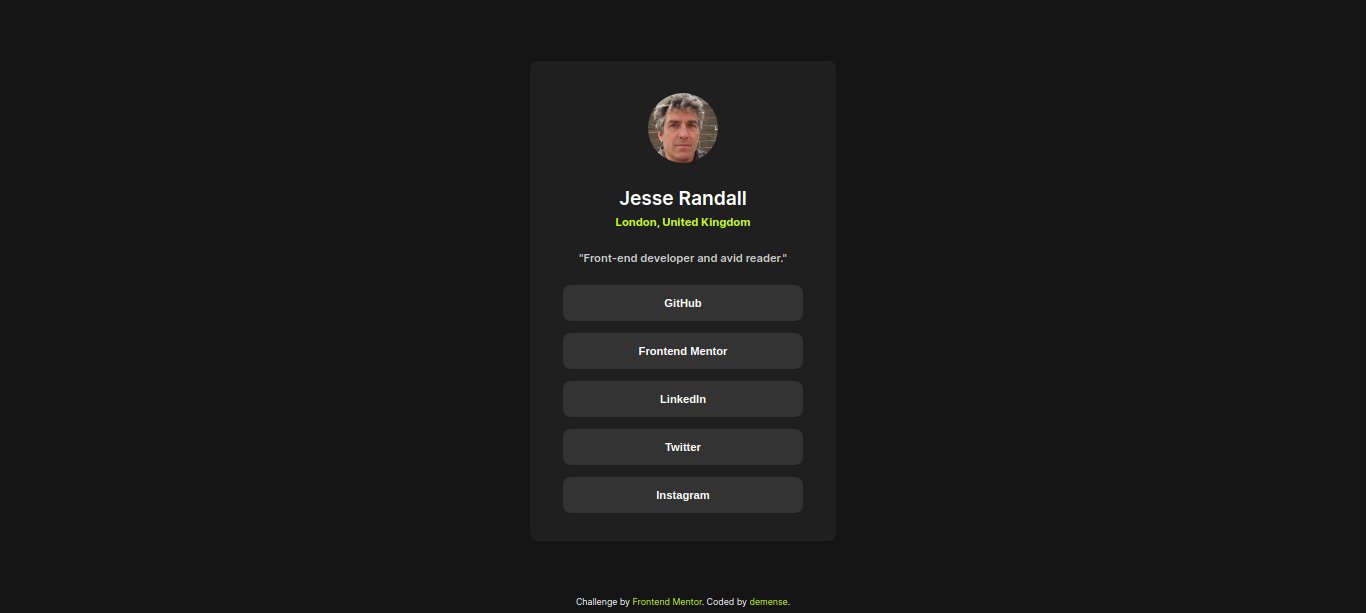 Jesse Randall
London, United Kingdom
"Front-end developer and avid reader."
GitHub
Frontend Mentor
LinkedIn
Twitter
Instagram
Challenge by Frontend Mentor. Coded by demense.